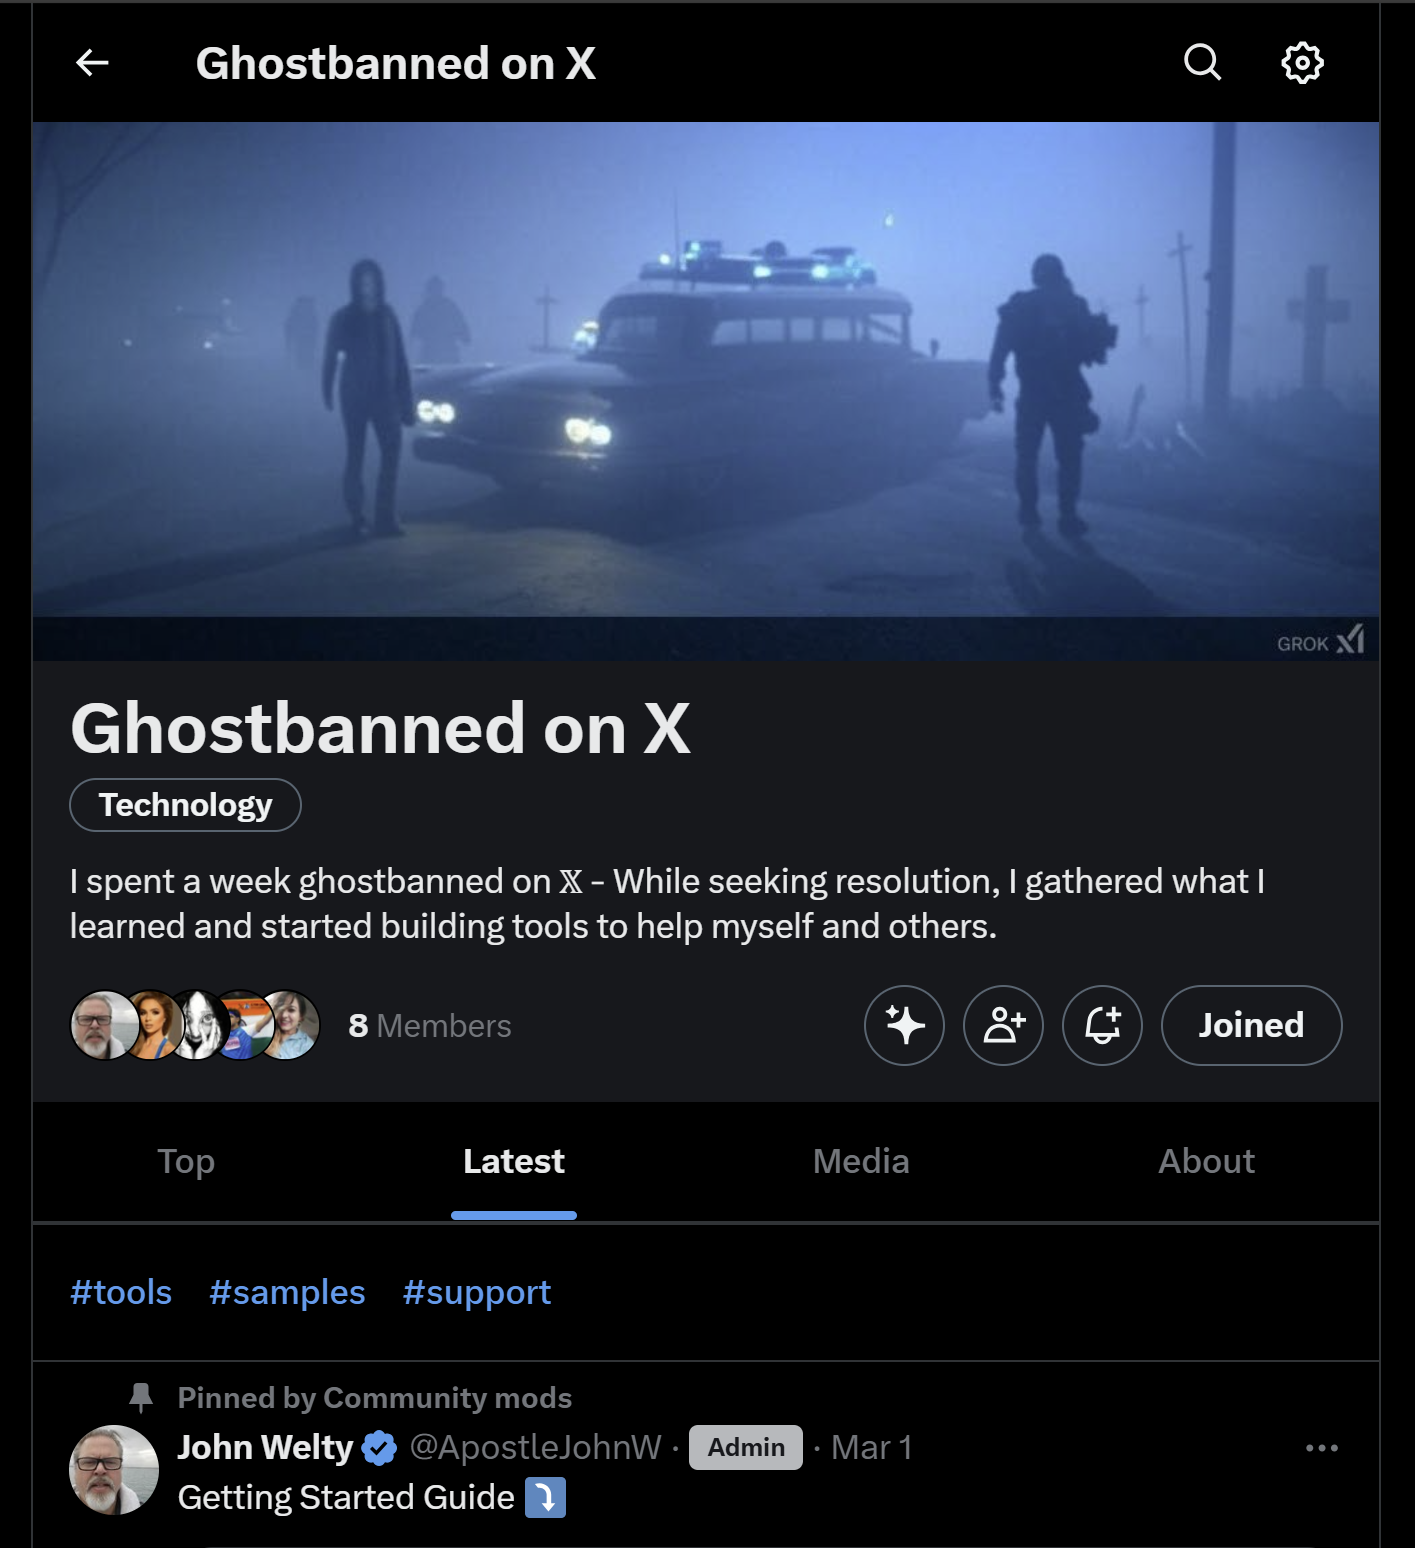 Ghostbanned on X
GROK
Ghostbanned on X
Technology
I spent a week ghostbanned on 𝕏 - While seeking resolution, I gathered what I
learned and started building tools to help myself and others.
8 Members
Joined
Top Latest Media About
#tools #samples #support
Pinned by Community mods
John Welty @ApostleJohnW · Admin · Mar 1
Getting Started Guide ⤵️